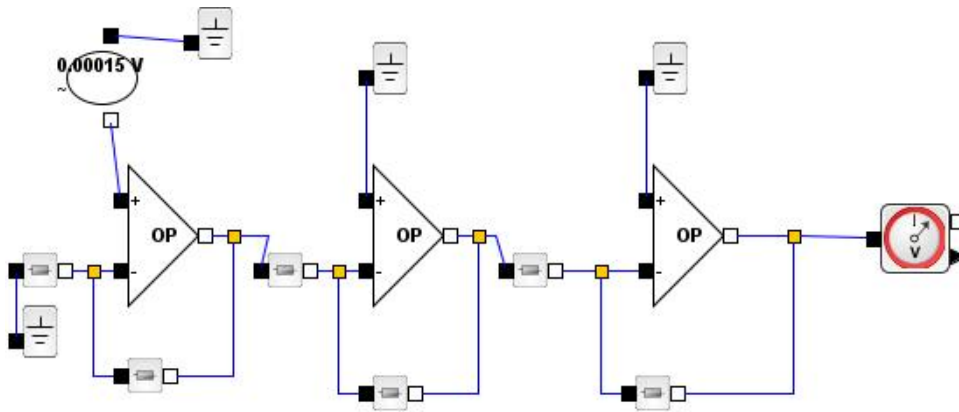 0.00015 V
~
+
OP
-
+
OP
-
+
OP
-
V